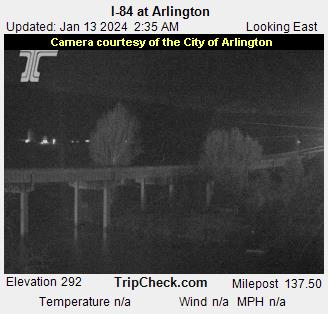 I-84 at Arlington
Updated: Jan 13 2024 2:35 AM Looking East
Camera courtesy of the City of Arlington
Elevation 292 TripCheck.com Milepost 137.50
Temperature n/a Wind n/a MPH n/a